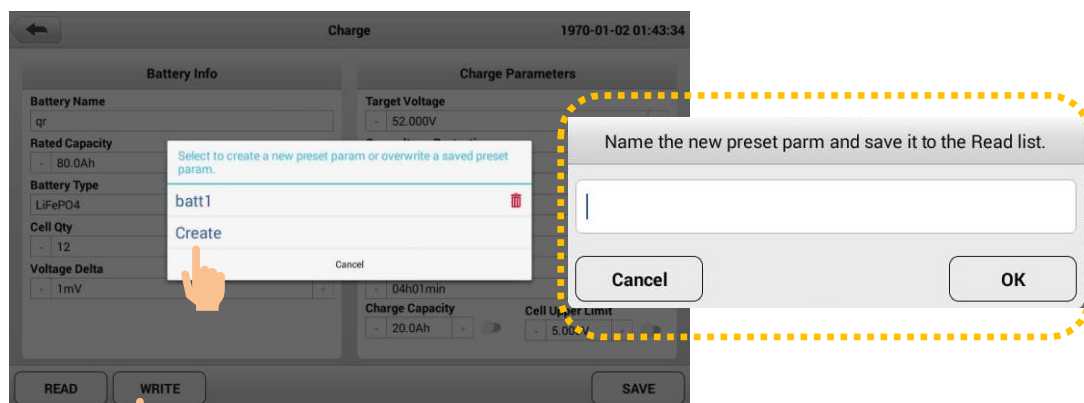 Charge
1970-01-02 01:43:34
Battery Info
Charge Parameters
Battery Name
qr
Rated Capacity
- 80.0Ah
Battery Type
LiFePO4
Cell Qty
- 12
Voltage Delta
- 1mV +
Target Voltage
- 52.000V
Select to create a new preset param or overwrite a saved preset
param.
batt1
Create
Cancel
- 04h01min
Charge Capacity
- 20.0Ah +
Cell Upper Limit
- 5.000V +
READ
WRITE
SAVE
Name the new preset parm and save it to the Read list.
Cancel
OK